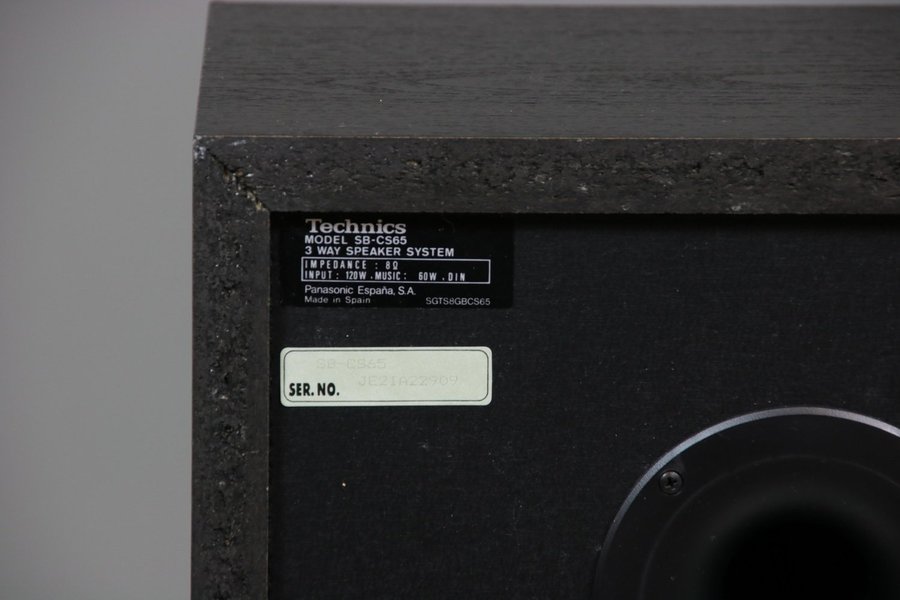 Technics
MODEL SB-CS65
3 WAY SPEAKER SYSTEM
IMPEDANCE : 8Ω
INPUT : 120W . MUSIC : 60W . DIN
Panasonic España, S.A.
Made in Spain SGTS8GBCS65
SB-CS65
JE21A22909
SER. NO.